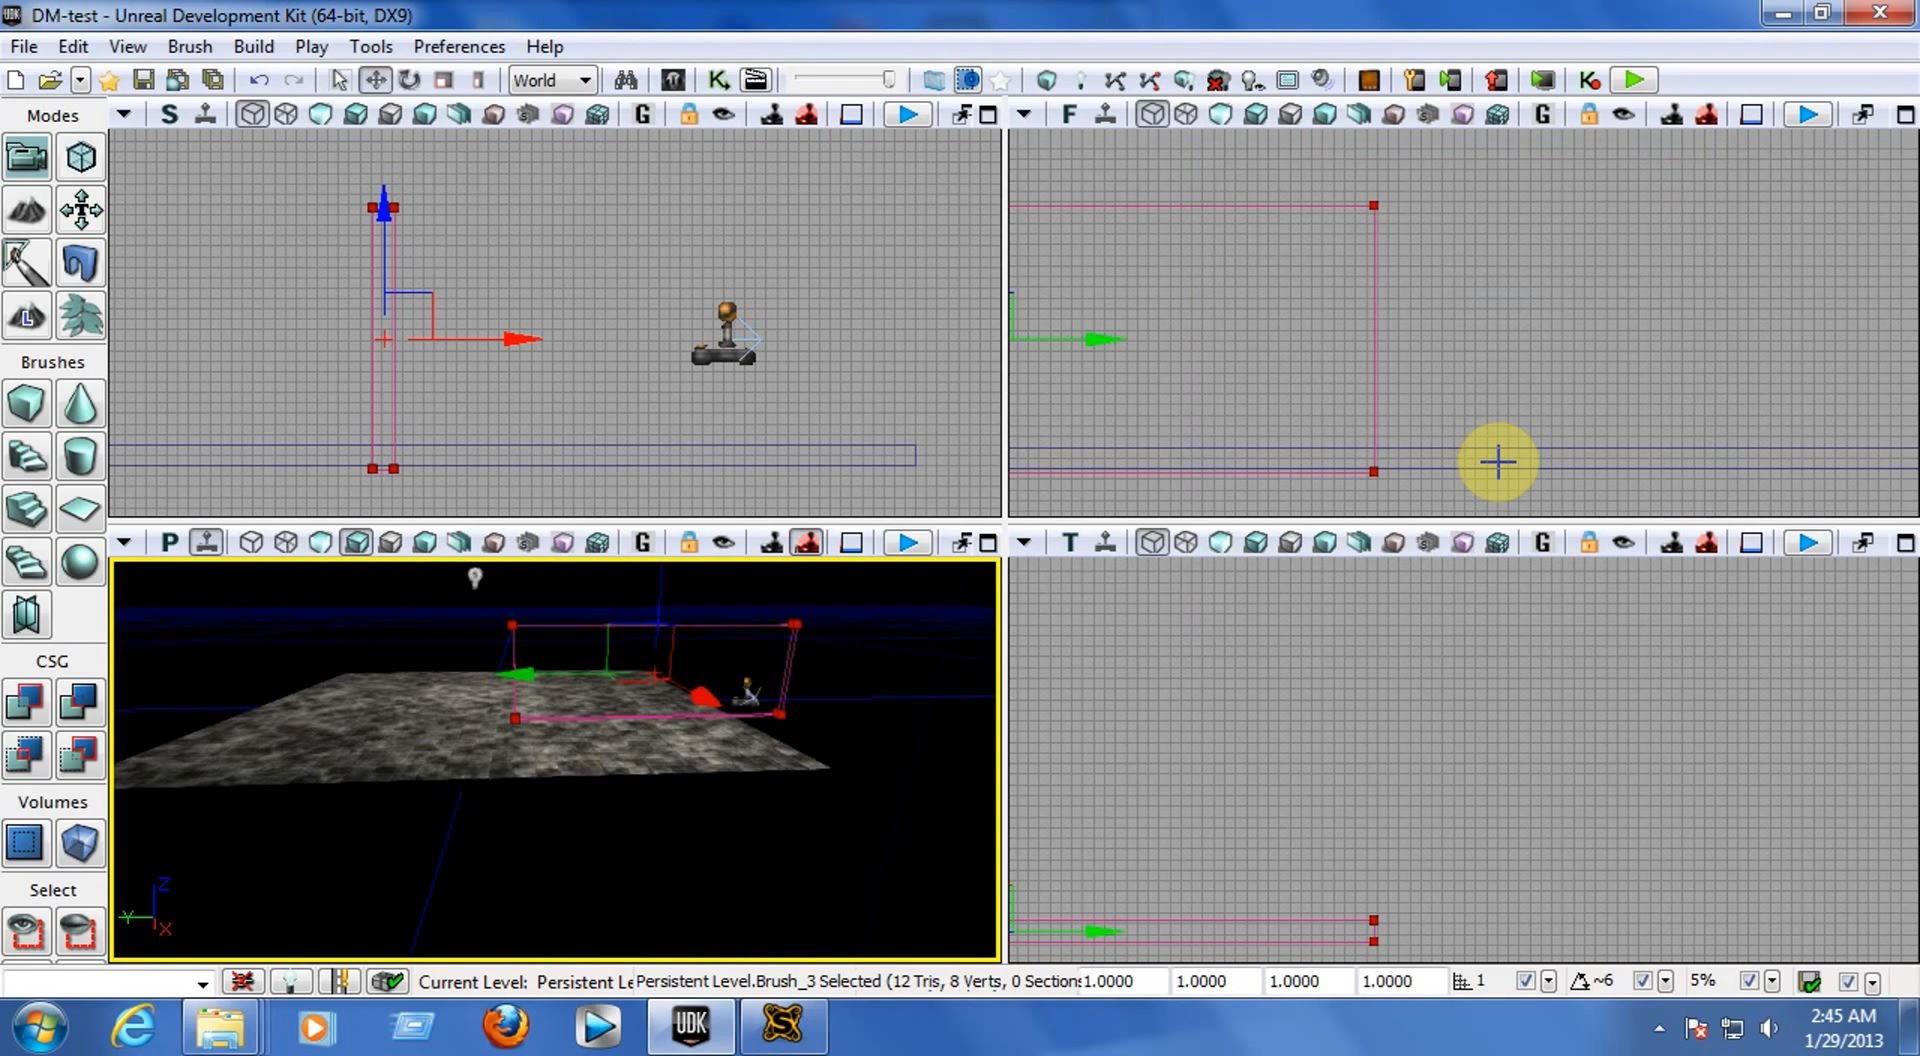 DM-test - Unreal Development Kit (64-bit, DX9)
File Edit View Brush Build Play Tools Preferences Help
World
Modes
S G F G
L
Brushes
P G T G
CSG
Volumes
Z
Y
X
Select
Current Level: Persistent Le Persistent Level.Brush_3 Selected (12 Tris, 8 Verts, 0 Section 1.0000 1.0000 1.0000 1.0000 1 ~6 5%
UDK
2:45 AM
1/29/2013